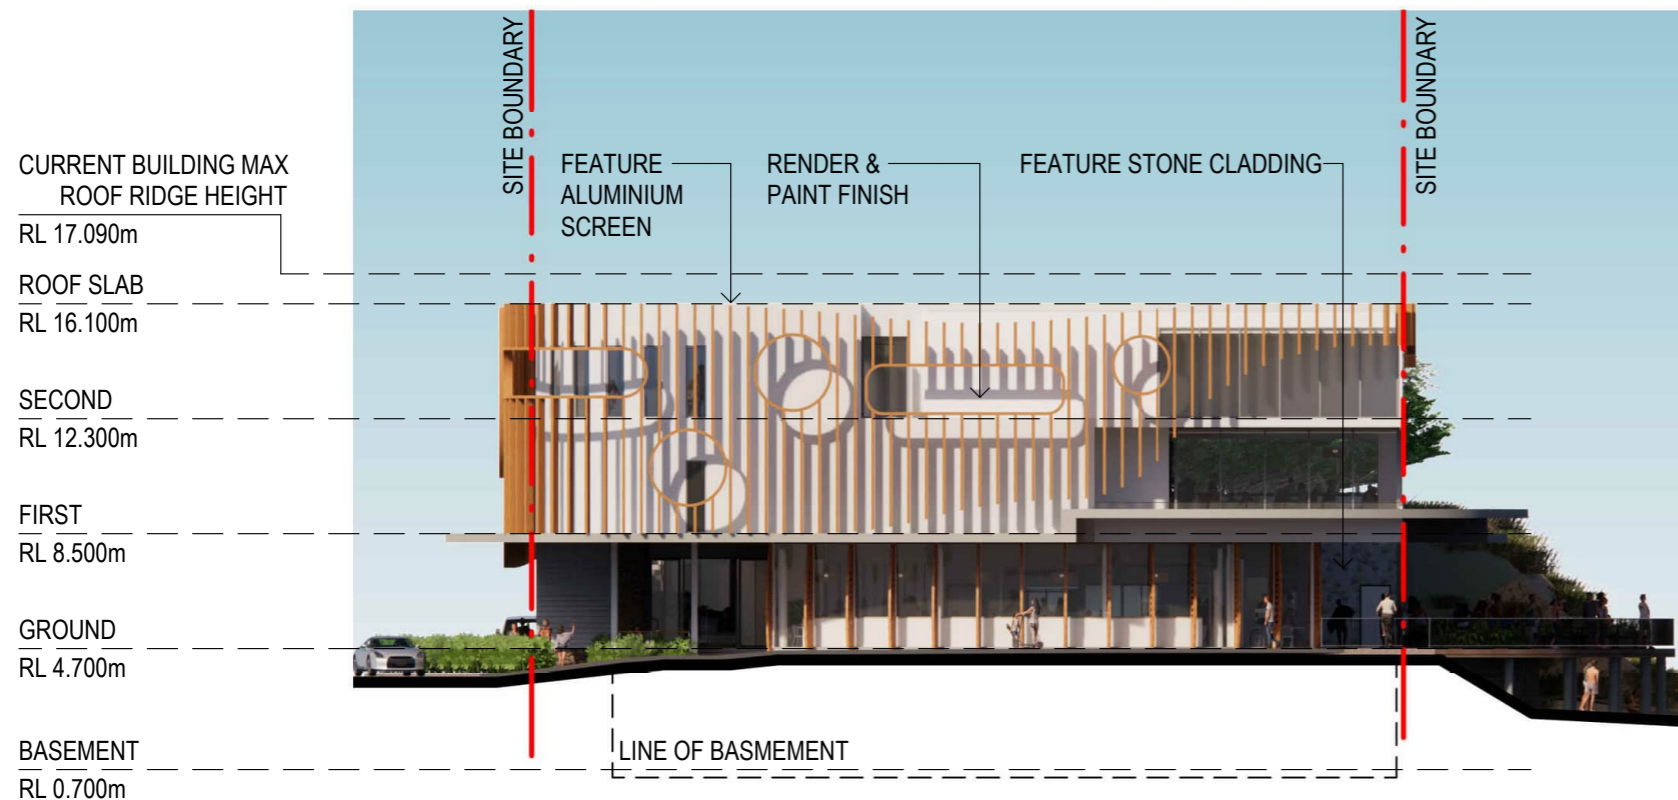 SITE BOUNDARY
SITE BOUNDARY
CURRENT BUILDING MAX
ROOF RIDGE HEIGHT
RL 17.090m
FEATURE
ALUMINIUM
SCREEN
RENDER &
PAINT FINISH
FEATURE STONE CLADDING
ROOF SLAB
RL 16.100m
SECOND
RL 12.300m
FIRST
RL 8.500m
GROUND
RL 4.700m
BASEMENT
RL 0.700m
LINE OF BASMEMENT